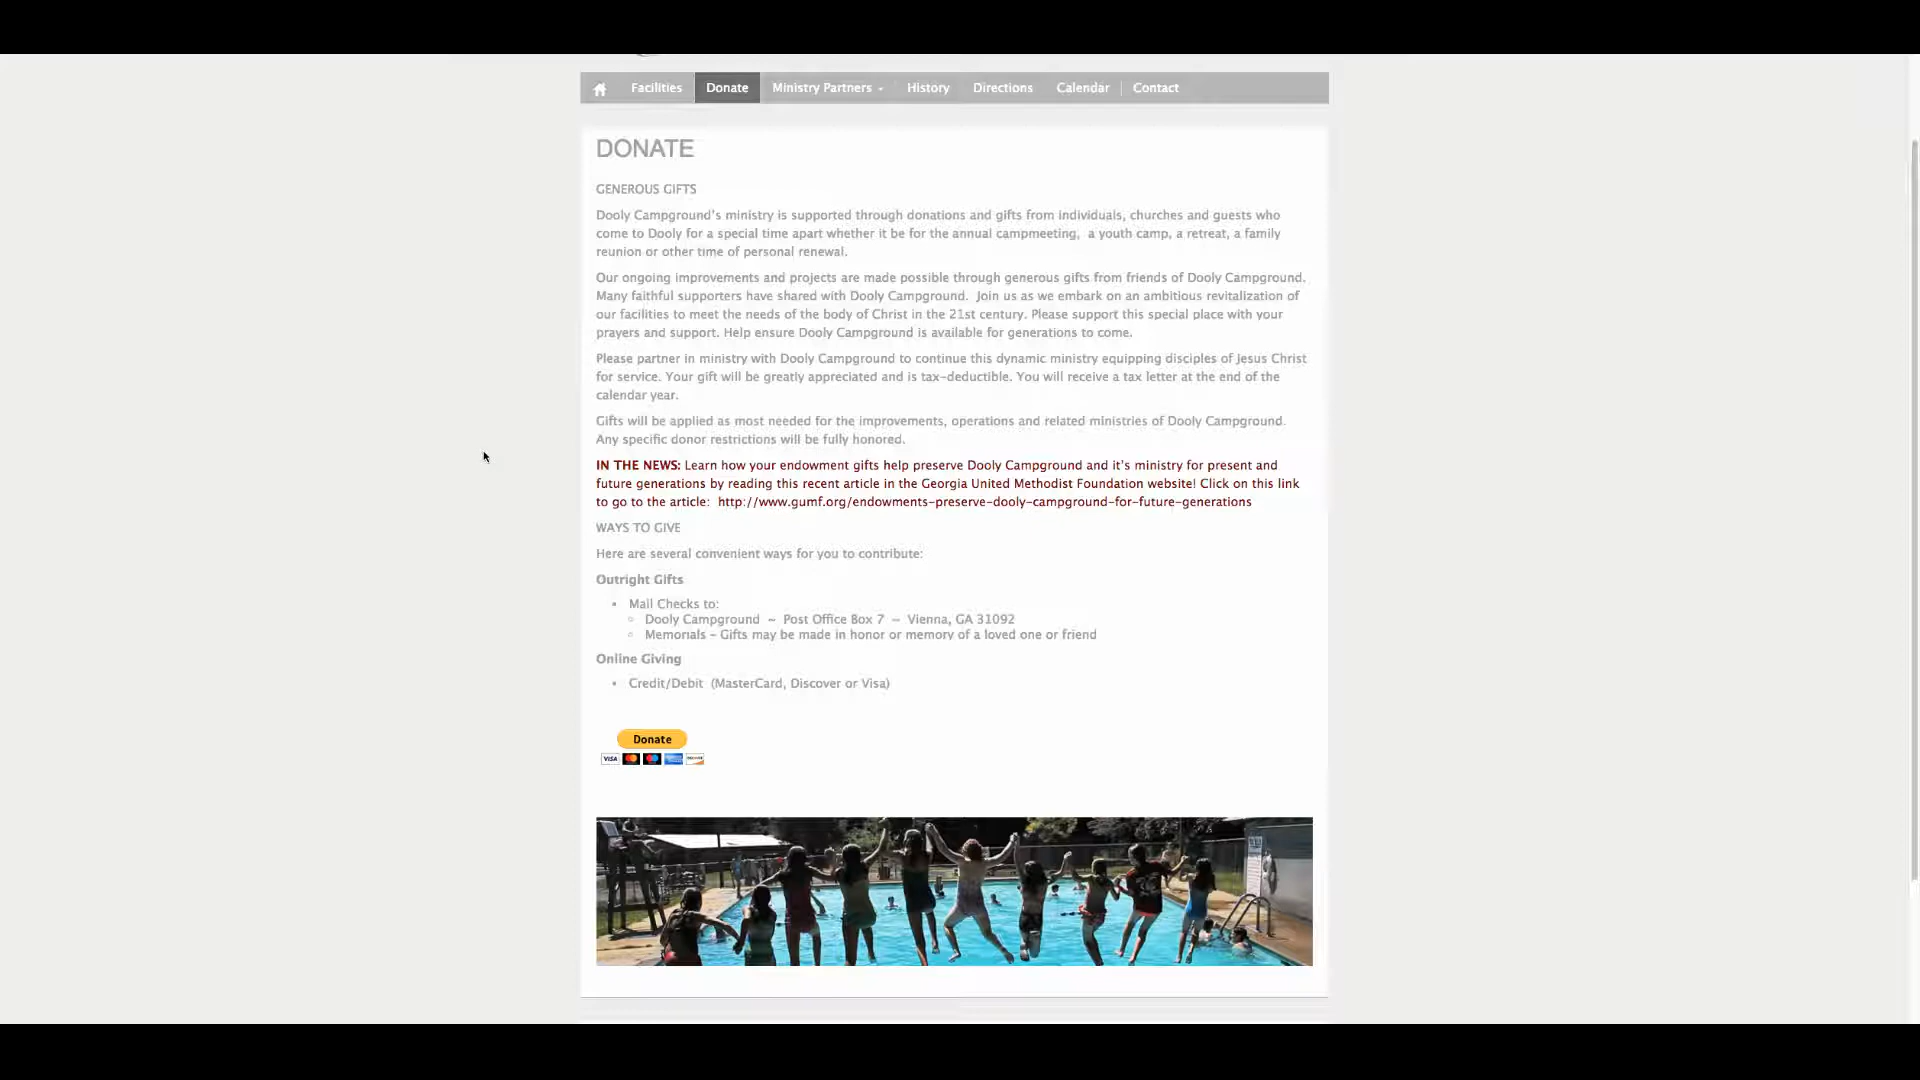 Facilities Donate Ministry Partners History Directions Calendar Contact
DONATE
GENEROUS GIFTS
Dooly Campground’s ministry is supported through donations and gifts from individuals, churches and guests who
come to Dooly for a special time apart whether it be for the annual campmeeting,  a youth camp, a retreat, a family
reunion or other time of personal renewal.
Our ongoing improvements and projects are made possible through generous gifts from friends of Dooly Campground.
Many faithful supporters have shared with Dooly Campground.  Join us as we embark on an ambitious revitalization of
our facilities to meet the needs of the body of Christ in the 21st century. Please support this special place with your
prayers and support. Help ensure Dooly Campground is available for generations to come.
Please partner in ministry with Dooly Campground to continue this dynamic ministry equipping disciples of Jesus Christ
for service. Your gift will be greatly appreciated and is tax-deductible. You will receive a tax letter at the end of the
calendar year.
Gifts will be applied as most needed for the improvements, operations and related ministries of Dooly Campground.
Any specific donor restrictions will be fully honored.
IN THE NEWS: Learn how your endowment gifts help preserve Dooly Campground and it’s ministry for present and
future generations by reading this recent article in the Georgia United Methodist Foundation website! Click on this link
to go to the article:  http://www.gumf.org/endowments-preserve-dooly-campground-for-future-generations
WAYS TO GIVE
Here are several convenient ways for you to contribute:
Outright Gifts
• Mail Checks to:
◦ Dooly Campground  ~  Post Office Box 7  ~  Vienna, GA 31092
◦ Memorials – Gifts may be made in honor or memory of a loved one or friend
Online Giving
• Credit/Debit  (MasterCard, Discover or Visa)
Donate
VISA DISCOVER